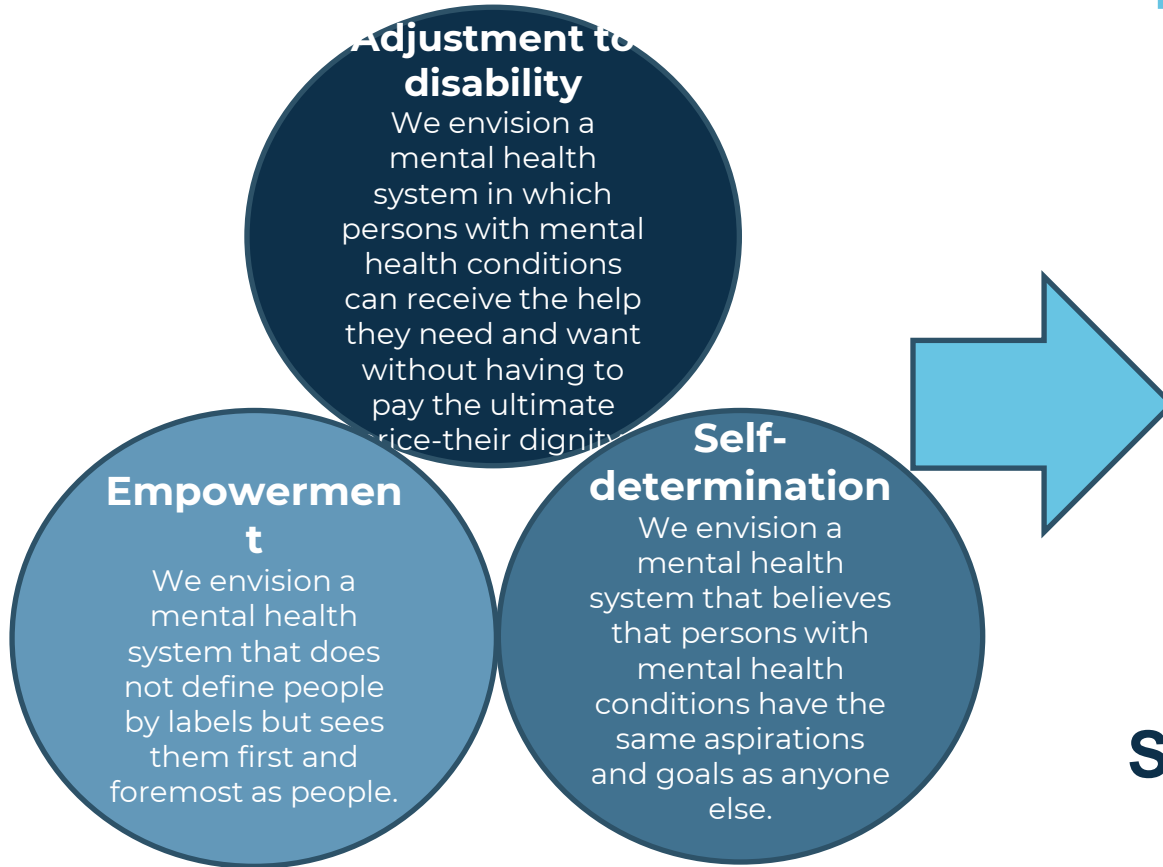 Adjustment to
disability
We envision a
mental health
system in which
persons with mental
health conditions
can receive the help
they need and want
without having to
pay the ultimate
rice-their dignity
Empowermen
t
We envision a
mental health
system that does
not define people
by labels but sees
them first and
foremost as people.
Self-
determination
We envision a
mental health
system that believes
that persons with
mental health
conditions have the
same aspirations
and goals as anyone
else.
S